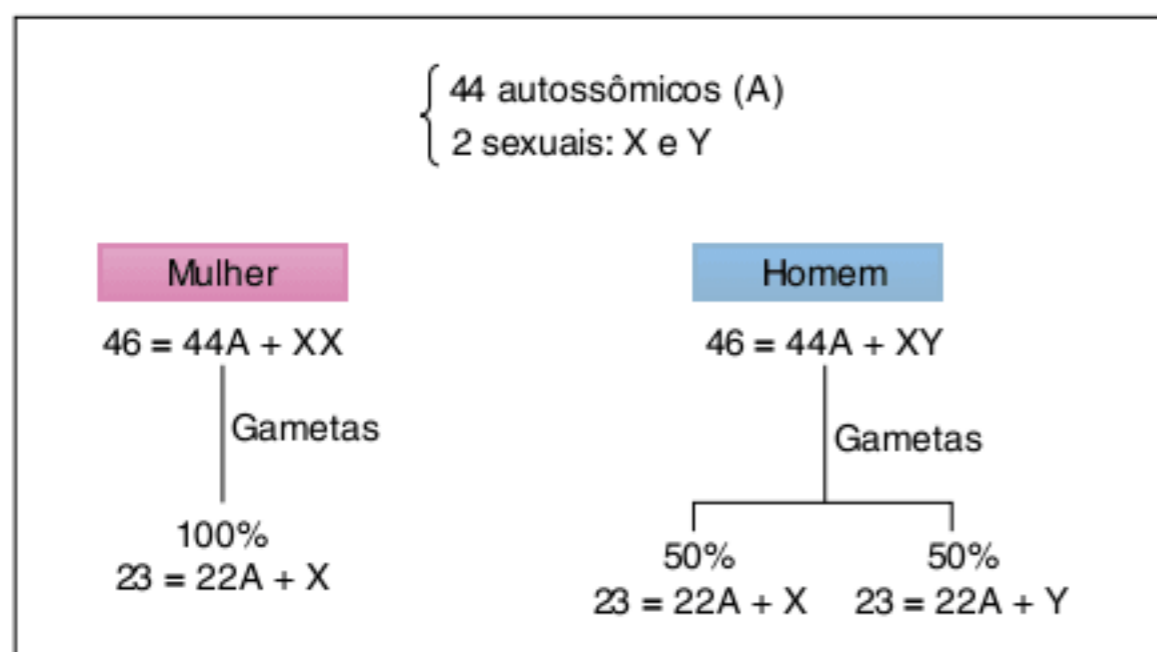 44 autossômicos (A)
2 sexuais: X e Y
Mulher
46 = 44A + XX
Gametas
100%
23 = 22A + X
Homem
46 = 44A + XY
Gametas
50%
23 = 22A + X
50%
23 = 22A + Y